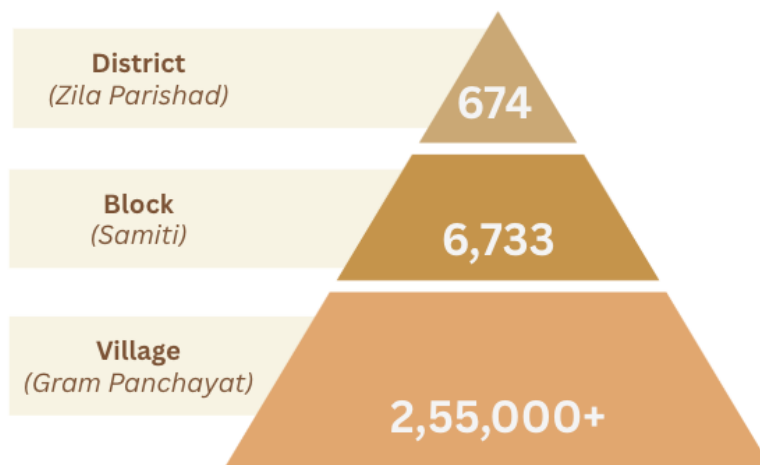 District
(Zila Parishad)
674
Block
(Samiti)
6,733
Village
(Gram Panchayat)
2,55,000+